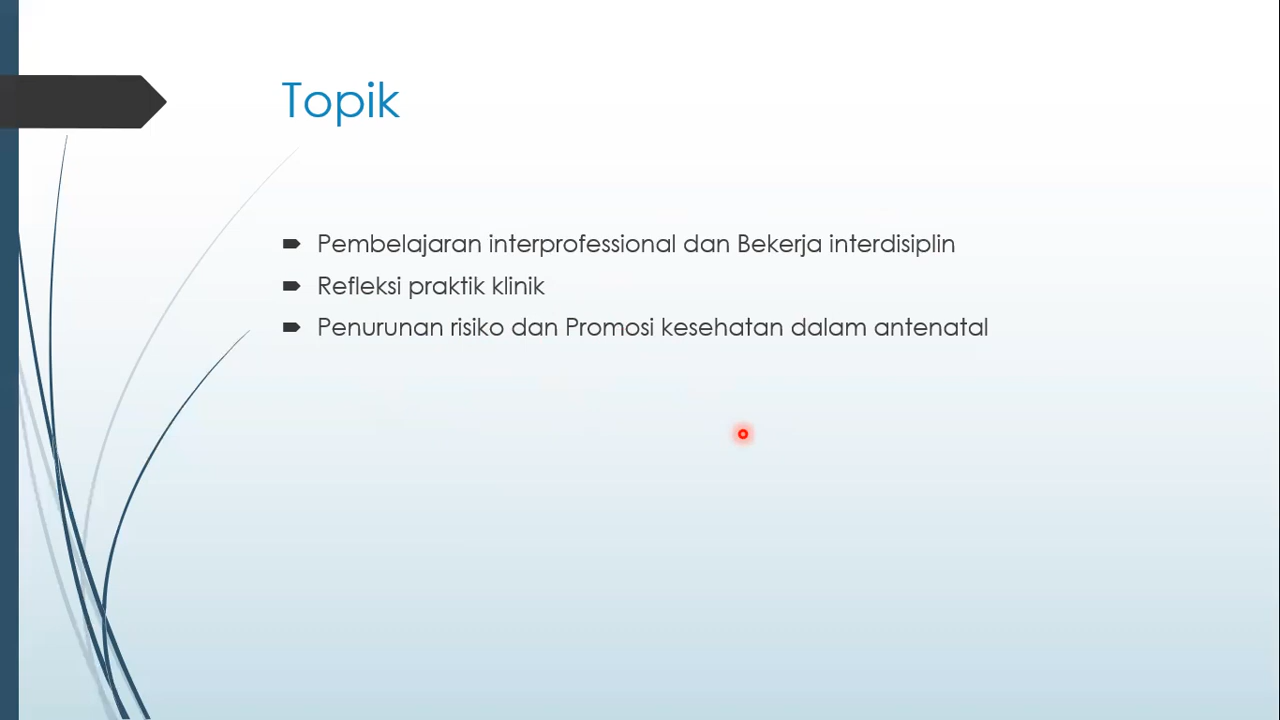 Topik
Pembelajaran interprofessional dan Bekerja interdisiplin
Refleksi praktik klinik
Penurunan risiko dan Promosi kesehatan dalam antenatal